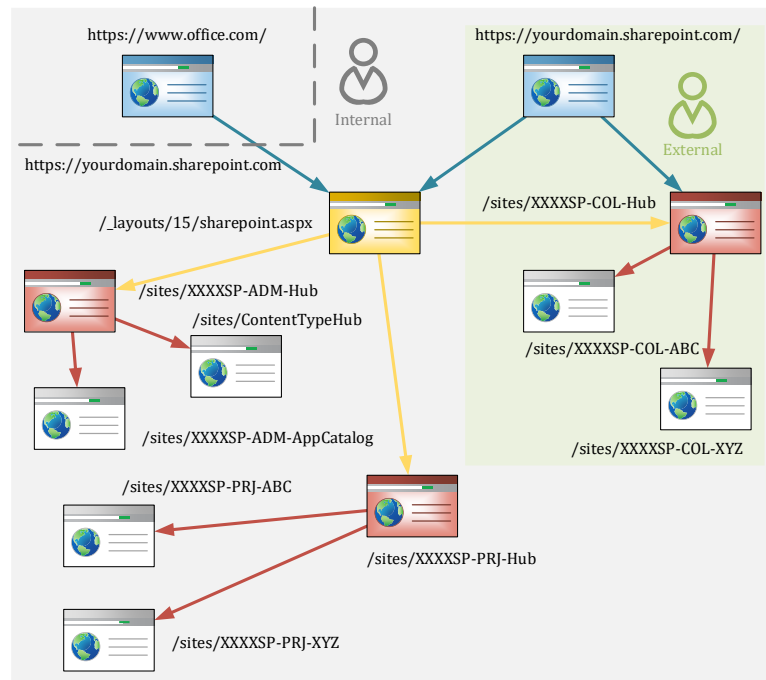 https://www.office.com/
https://yourdomain.sharepoint.com/
Internal
External
https://yourdomain.sharepoint.com
/sites/XXXXSP-COL-Hub
/_layouts/15/sharepoint.aspx
/sites/XXXXSP-ADM-Hub
/sites/ContentTypeHub
/sites/XXXXSP-COL-ABC
/sites/XXXXSP-ADM-AppCatalog
/sites/XXXXSP-COL-XYZ
/sites/XXXXSP-PRJ-ABC
/sites/XXXXSP-PRJ-Hub
/sites/XXXXSP-PRJ-XYZ